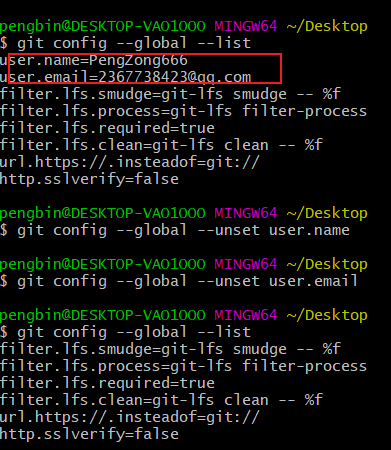 pengbin@DESKTOP-VAO1OOO MINGW64 ~/Desktop
$ git config --global --list
user.name=PengZong666
user.email=2367738423@qq.com
filter.lfs.smudge=git-lfs smudge -- %f
filter.lfs.process=git-lfs filter-process
filter.lfs.required=true
filter.lfs.clean=git-lfs clean -- %f
url.https://.insteadof=git://
http.sslverify=false
pengbin@DESKTOP-VAO1OOO MINGW64 ~/Desktop
$ git config --global --unset user.name
pengbin@DESKTOP-VAO1OOO MINGW64 ~/Desktop
$ git config --global --unset user.email
pengbin@DESKTOP-VAO1OOO MINGW64 ~/Desktop
$ git config --global --list
filter.lfs.smudge=git-lfs smudge -- %f
filter.lfs.process=git-lfs filter-process
filter.lfs.required=true
filter.lfs.clean=git-lfs clean -- %f
url.https://.insteadof=git://
http.sslverify=false